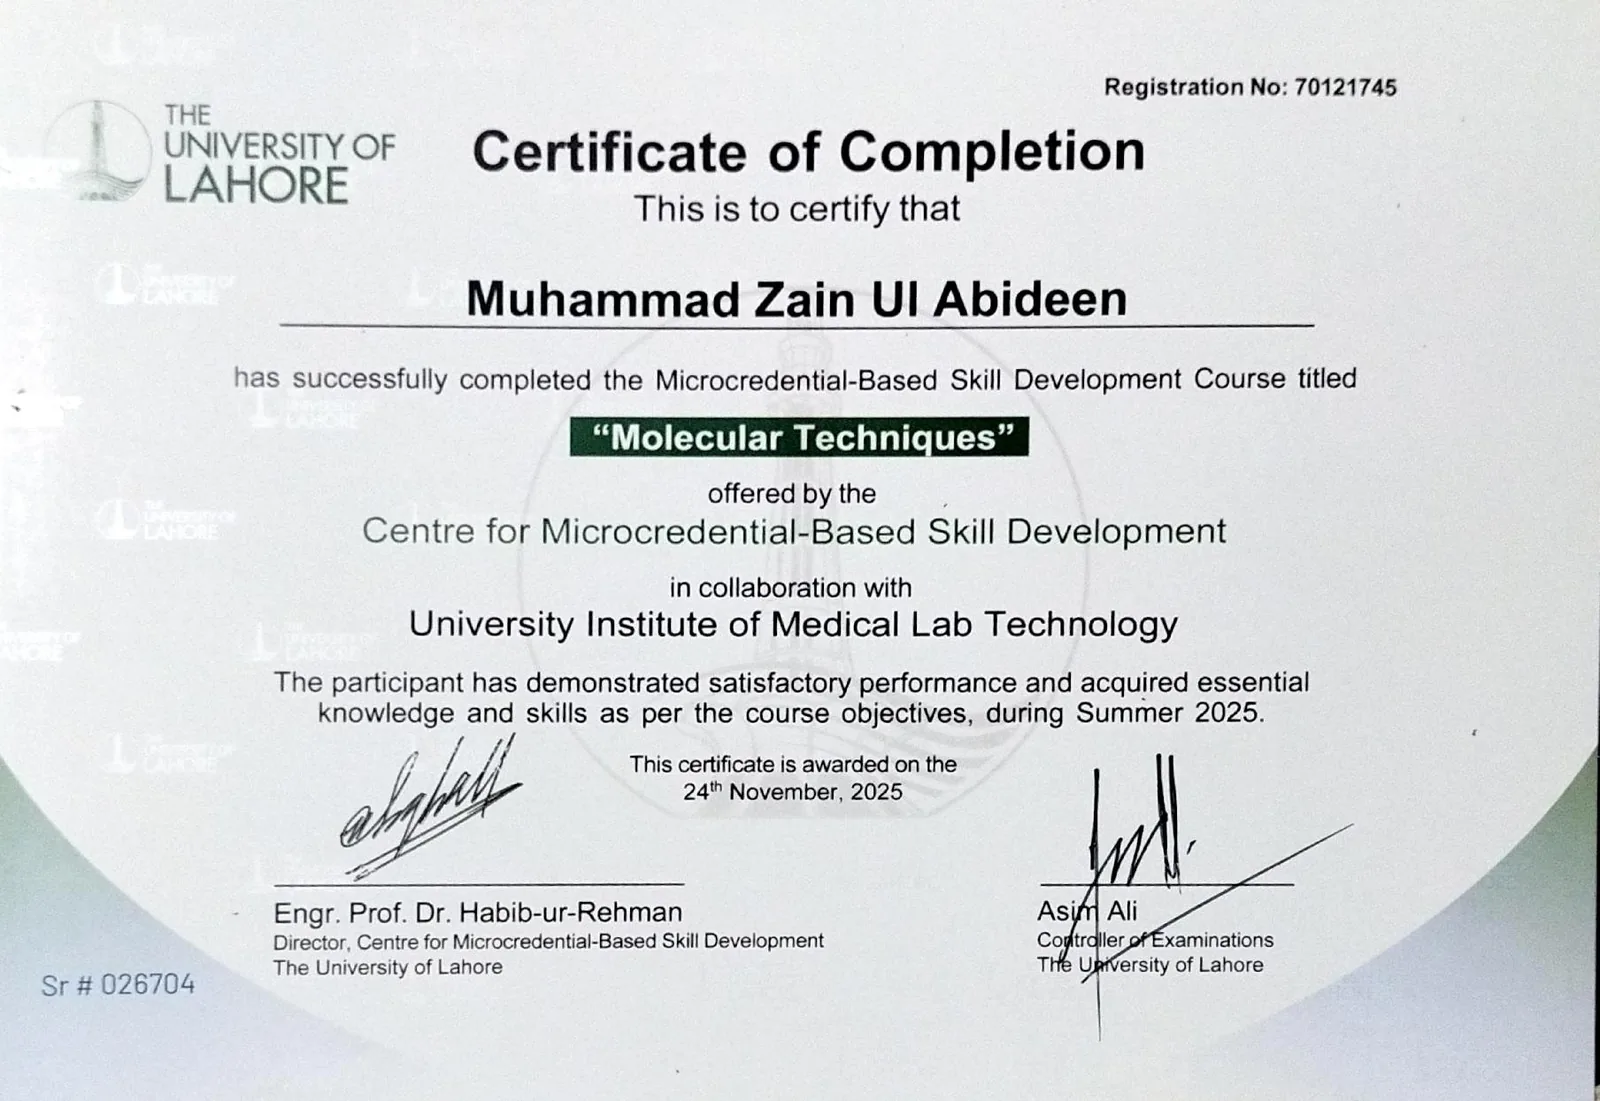 Registration No: 70121745
THE
UNIVERSITY OF
LAHORE
Certificate of Completion
This is to certify that
Muhammad Zain Ul Abideen
has successfully completed the Microcredential-Based Skill Development Course titled
“Molecular Techniques”
offered by the
Centre for Microcredential-Based Skill Development
in collaboration with
University Institute of Medical Lab Technology
The participant has demonstrated satisfactory performance and acquired essential
knowledge and skills as per the course objectives, during Summer 2025.
This certificate is awarded on the
24th November, 2025
Engr. Prof. Dr. Habib-ur-Rehman
Director, Centre for Microcredential-Based Skill Development
The University of Lahore
Asim Ali
Controller of Examinations
The University of Lahore
Sr # 026704